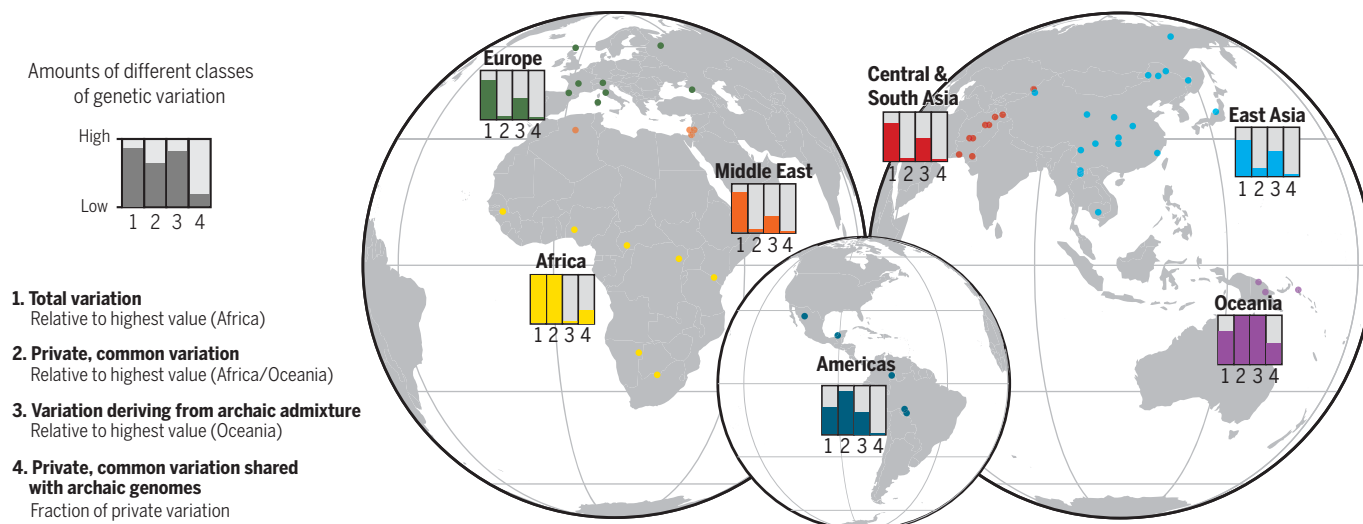 Amounts of different classes
of genetic variation
High
Low
1 2 3 4
1. Total variation
Relative to highest value (Africa)
2. Private, common variation
Relative to highest value (Africa/Oceania)
3. Variation deriving from archaic admixture
Relative to highest value (Oceania)
4. Private, common variation shared
with archaic genomes
Fraction of private variation
Europe
1 2 3 4
Middle East
1 2 3 4
Africa
1 2 3 4
Americas
1 2 3 4
Central &
South Asia
1 2 3 4
East Asia
1 2 3 4
Oceania
1 2 3 4